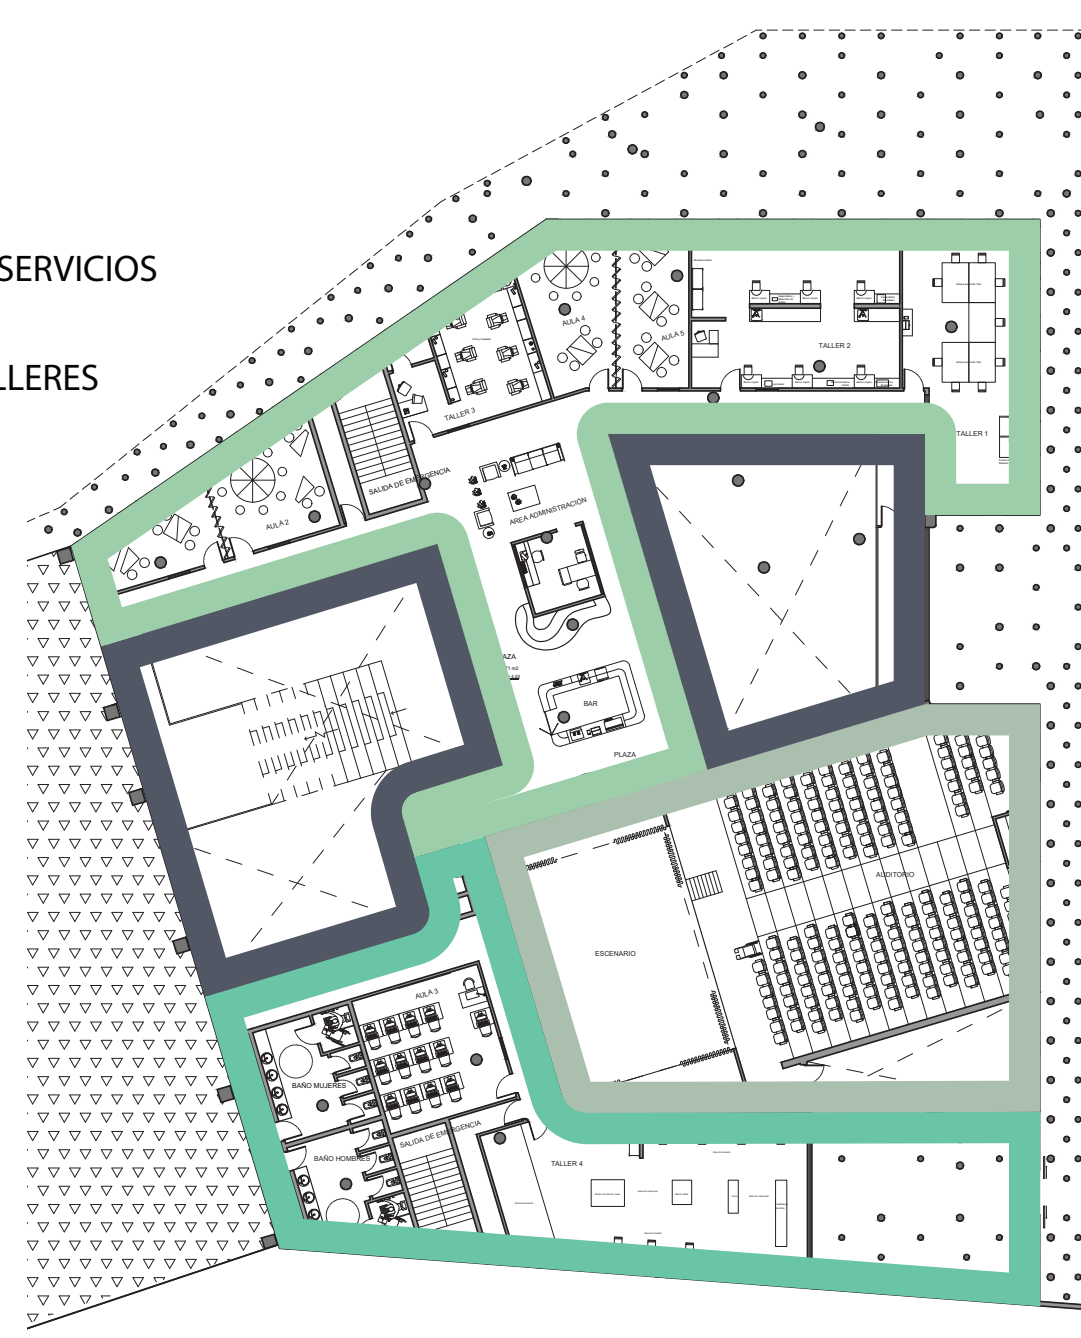 SERVICIOS
LLERES
AULA 4
AULA 5
TALLER 2
TALLER 3
TALLER 1
SALIDA DE EMERGENCIA
AULA 2
AREA ADMINISTRACIÓN
AZA
BAR
PLAZA
AUDITORIO
ESCENARIO
AULA 3
BAÑO MUJERES
SALIDA DE EMERGENCIA
BAÑO HOMBRES
TALLER 4